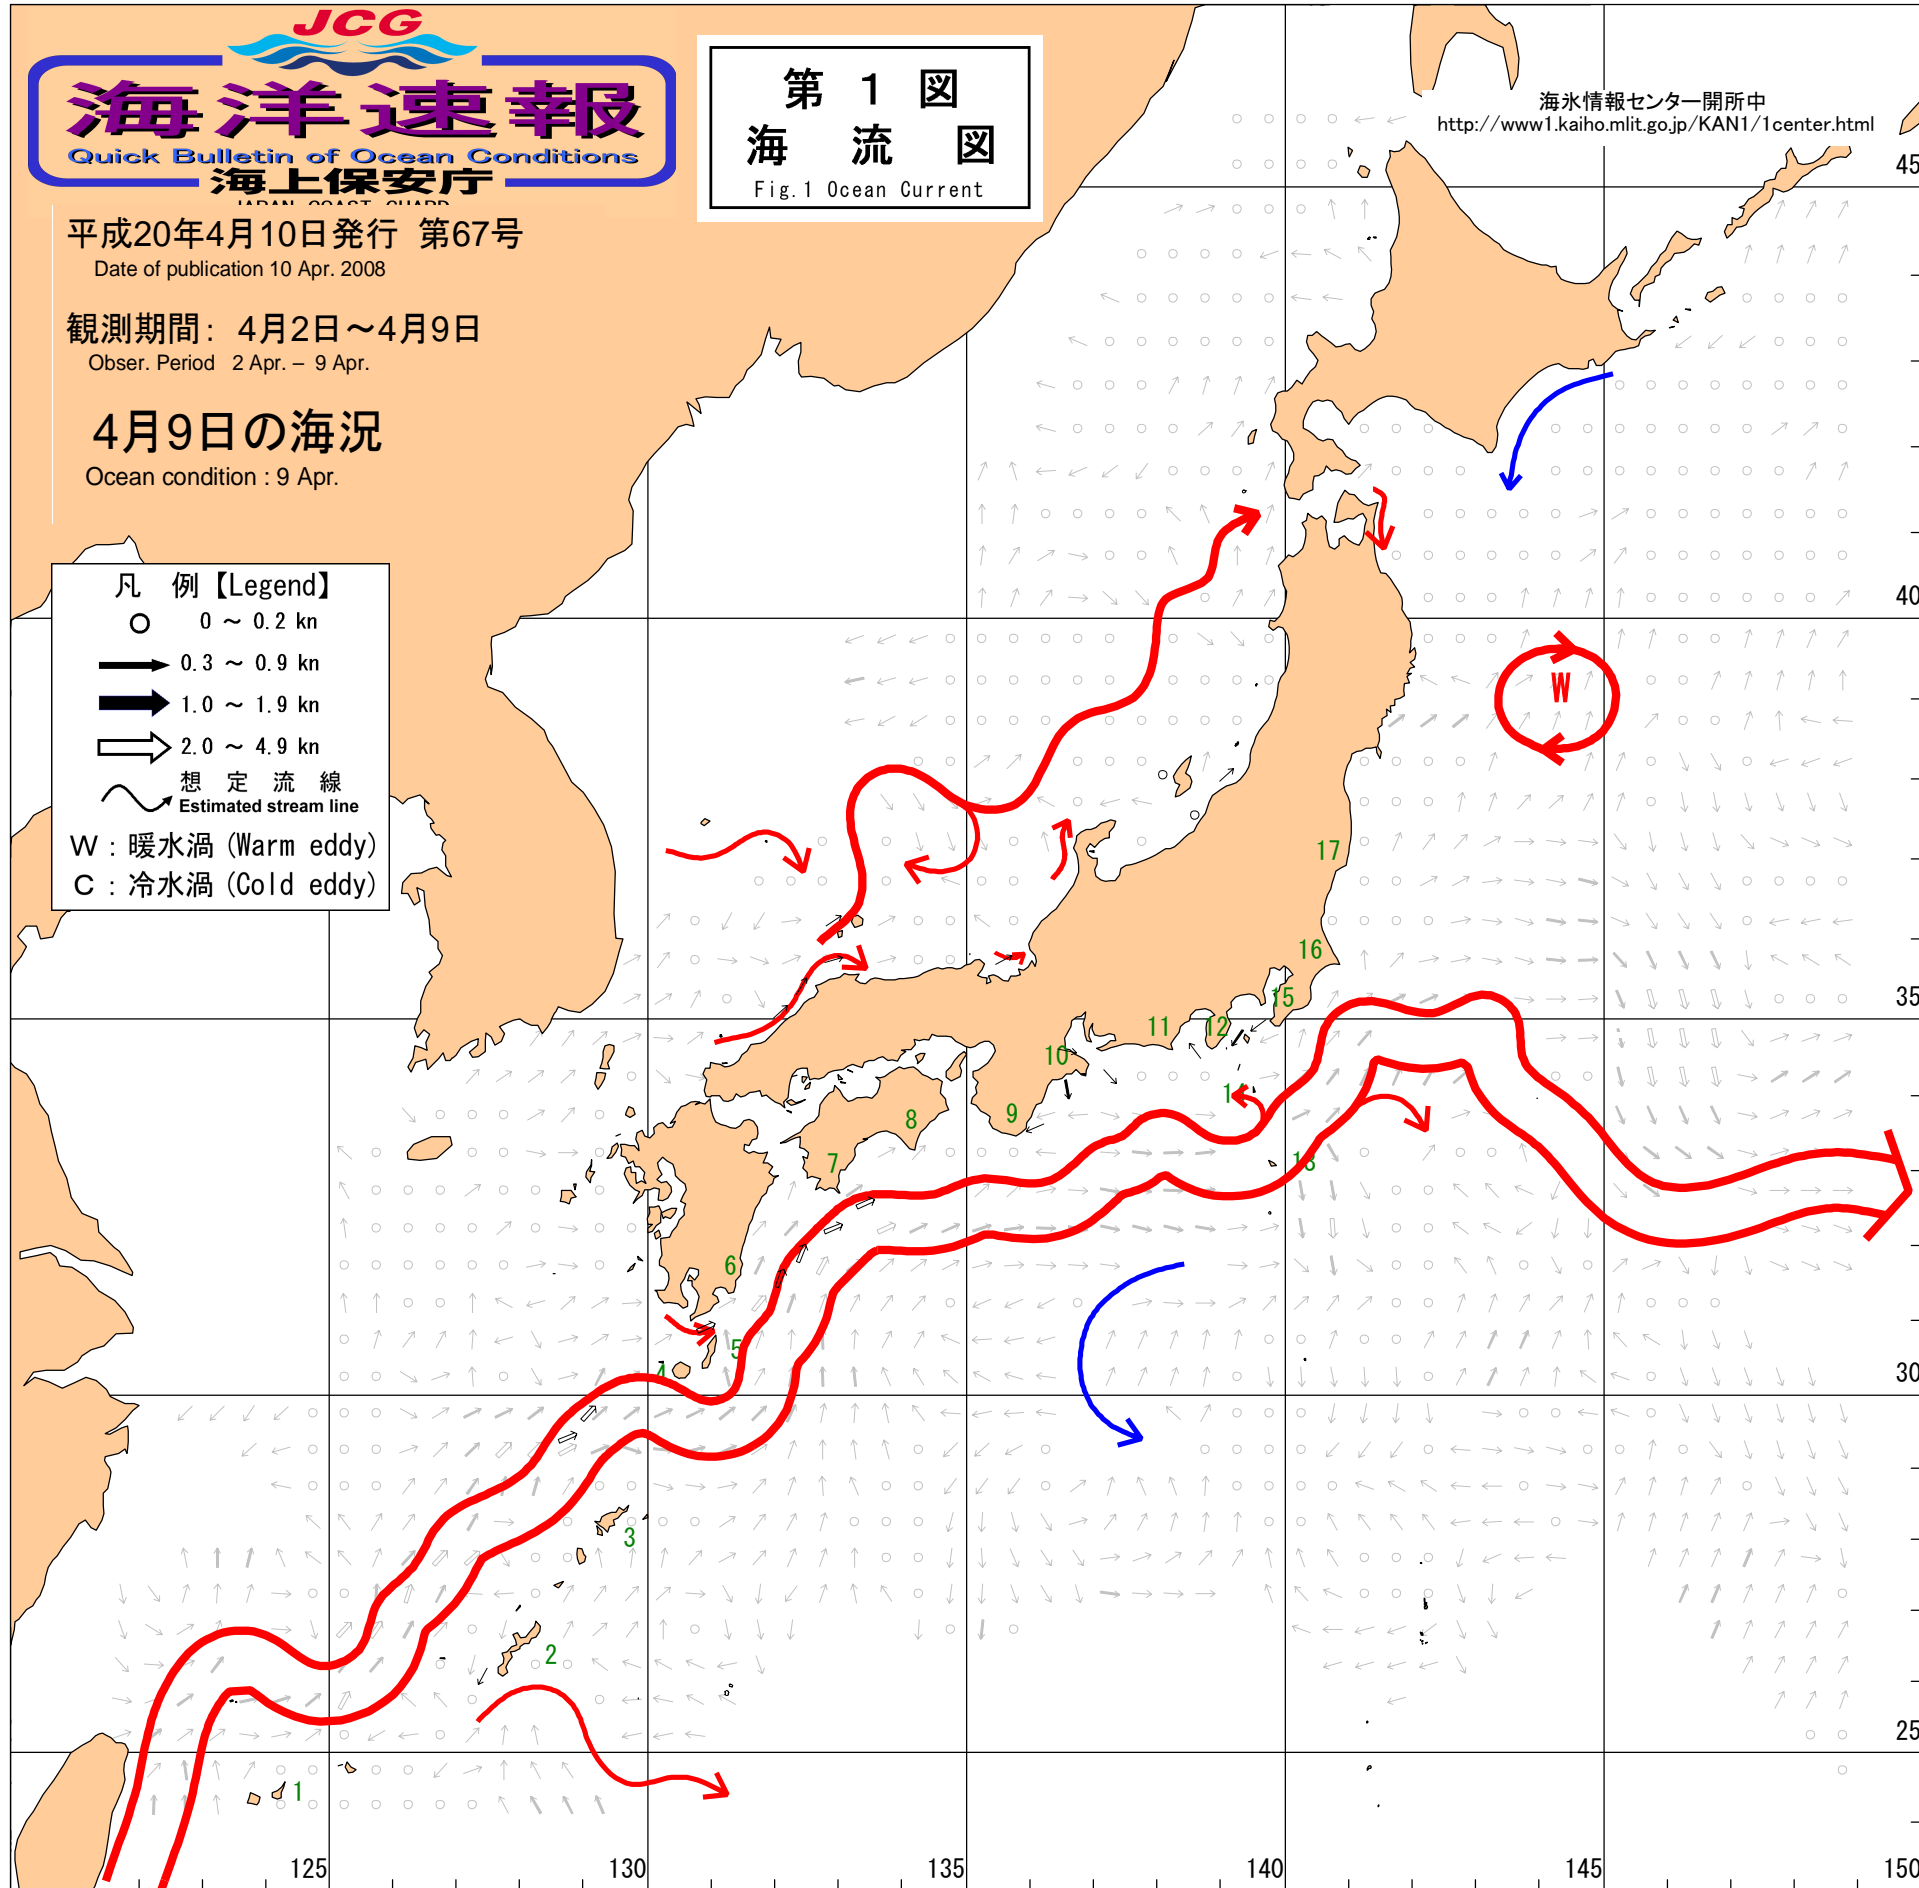 JCG
海洋速報
Quick Bulletin of Ocean Conditions
海上保安庁
JAPAN COAST GUARD
平成20年4月10日発行 第67号
Date of publication 10 Apr. 2008
観測期間： 4月2日～4月9日
Obser. Period 2 Apr. – 9 Apr.
4月9日の海況
Ocean condition : 9 Apr.
第 1 図
海 流 図
Fig.1 Ocean Current
海氷情報センター開所中
http://www1.kaiho.mlit.go.jp/KAN1/1center.html
凡 例【Legend】
0 ～ 0.2 kn
0.3 ～ 0.9 kn
1.0 ～ 1.9 kn
2.0 ～ 4.9 kn
想 定 流 線
Estimated stream line
W : 暖水渦 (Warm eddy)
C : 冷水渦 (Cold eddy)
45
40
W
17
16
15
35
11
12
10
14
9
8
7
13
6
5
4
30
3
2
25
1
125
130
135
140
145
150